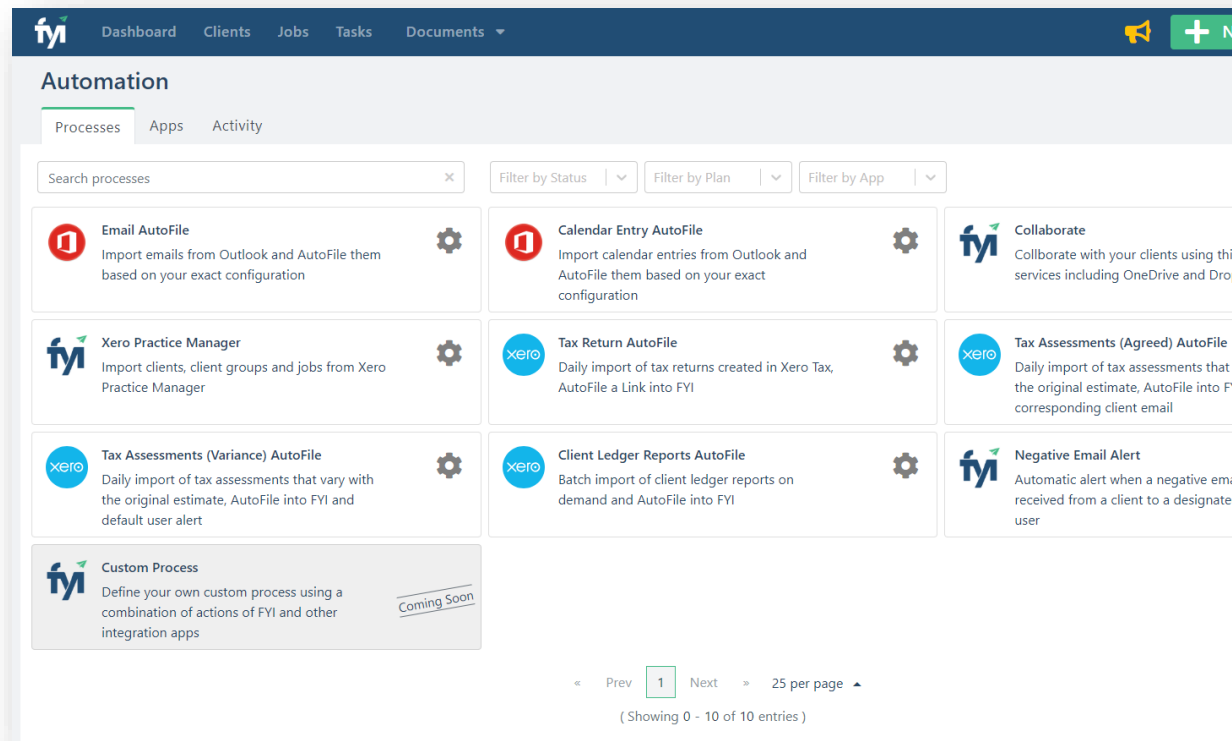 fyi Dashboard Clients Jobs Tasks Documents
Automation
Processes Apps Activity
Search processes Filter by Status Filter by Plan Filter by App
Email AutoFile
Import emails from Outlook and AutoFile them
based on your exact configuration
Calendar Entry AutoFile
Import calendar entries from Outlook and
AutoFile them based on your exact
configuration
fyi
Collaborate
Collborate with your clients using
services including OneDrive and
fyi
Xero Practice Manager
Import clients, client groups and jobs from Xero
Practice Manager
xero
Tax Return AutoFile
Daily import of tax returns created in Xero Tax,
AutoFile a Link into FYI
xero
Tax Assessments (Agreed) AutoFile
Daily import of tax assessments that
the original estimate, AutoFile into
corresponding client email
xero
Tax Assessments (Variance) AutoFile
Daily import of tax assessments that vary with
the original estimate, AutoFile into FYI and
default user alert
xero
Client Ledger Reports AutoFile
Batch import of client ledger reports on
demand and AutoFile into FYI
fyi
Negative Email Alert
Automatic alert when a negative
received from a client to a
user
fyi
Custom Process
Define your own custom process using a
combination of actions of FYI and other
integration apps
Coming Soon
« Prev 1 Next » 25 per page
( Showing 0 - 10 of 10 entries )